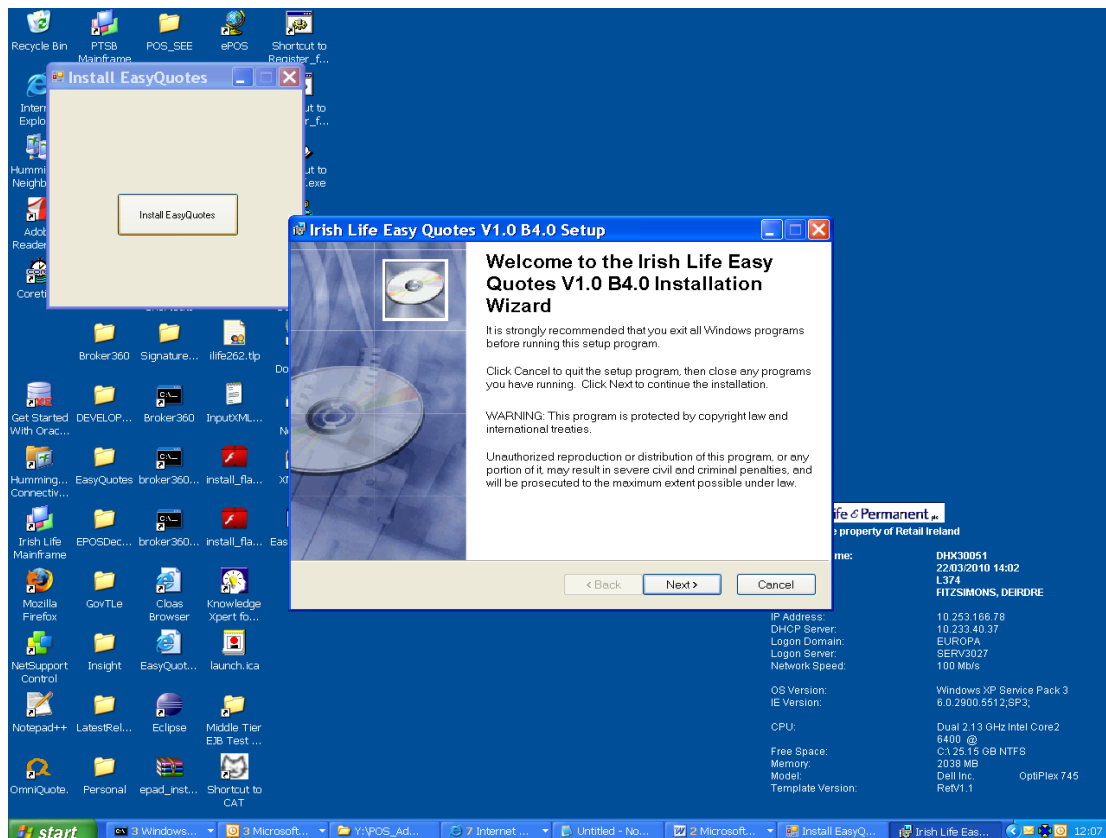 Recycle Bin
PTSB Mainframe
POS_SEE
ePOS
Shortcut to Register_f...
Install EasyQuotes
Install EasyQuotes
Irish Life Easy Quotes V1.0 B4.0 Setup
Welcome to the Irish Life Easy
Quotes V1.0 B4.0 Installation
Wizard
It is strongly recommended that you exit all Windows programs
before running this setup program.
Click Cancel to quit the setup program, then close any programs
you have running. Click Next to continue the installation.
WARNING: This program is protected by copyright law and
international treaties.
Unauthorized reproduction or distribution of this program, or any
portion of it, may result in severe civil and criminal penalties, and
will be prosecuted to the maximum extent possible under law.
< Back
Next >
Cancel
Broker360
Signature...
ilife262.tlp
Get Started With Orac...
DEVELOP...
Broker360
InputXML...
Humming... Connectiv...
EasyQuotes
broker360...
install_fla...
Irish Life Mainframe
EPOSDec...
broker360...
install_fla...
Mozilla Firefox
GovTLe
Cloas Browser
Knowledge Xpert fo...
NetSupport Control
Insight
EasyQuot...
launch.ica
Notepad++
LatestRel...
Eclipse
Middle Tier EJB Test ...
OmniQuote.
Personal
epad_inst...
Shortcut to CAT
ife & Permanent plc
property of Retail Ireland
me: DHX30051
22/03/2010 14:02
L374
FITZSIMONS, DEIRDRE
IP Address: 10.253.166.78
DHCP Server: 10.233.40.37
Logon Domain: EUROPA
Logon Server: SERV3027
Network Speed: 100 Mb/s
OS Version: Windows XP Service Pack 3
IE Version: 6.0.2900.5512;SP3;
CPU: Dual 2.13 GHz Intel Core2
6400 @
Free Space: C:\ 25.15 GB NTFS
Memory: 2038 MB
Model: Dell Inc. OptiPlex 745
Template Version: RetV1.1
start
3 Windows...
3 Microsoft...
Y:\POS_Ad...
7 Internet ...
Untitled - No...
2 Microsoft...
Install EasyQ...
Irish Life Eas...
12:07